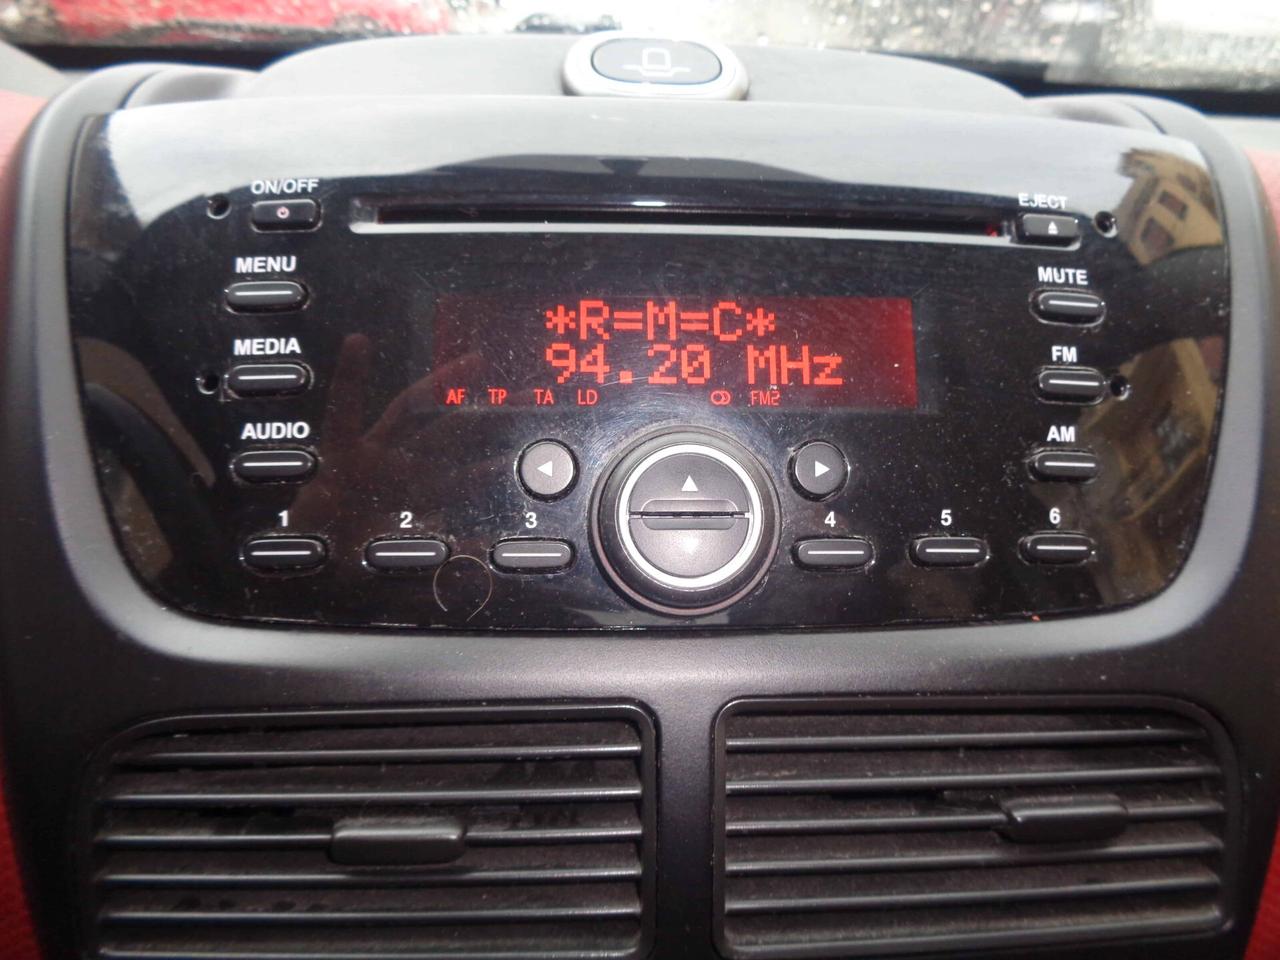 ON/OFF
EJECT
MENU
MUTE
*R=M=C*
MEDIA
FM
94.20 MHz
AF TP TA LD FM2
AUDIO
AM
1 2 3 4 5 6